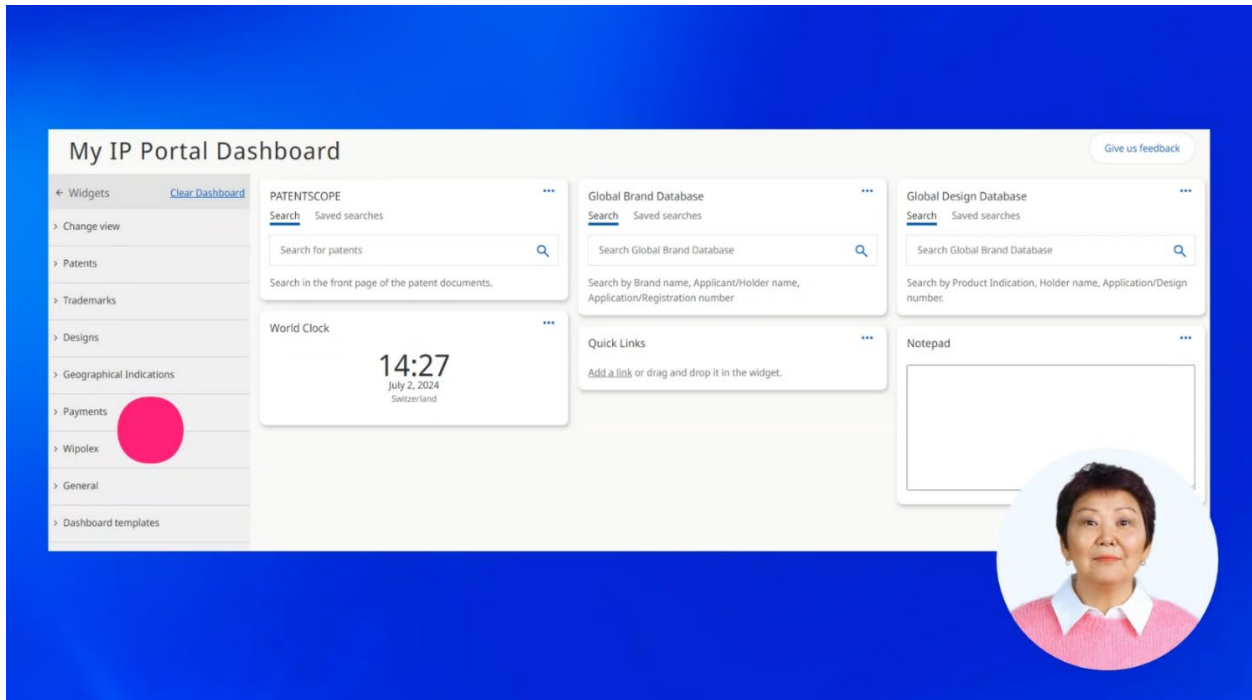 My IP Portal Dashboard
Give us feedback
← Widgets
Clear Dashboard
> Change view
> Patents
> Trademarks
> Designs
> Geographical Indications
> Payments
> Wipolex
> General
> Dashboard templates
PATENTSCOPE
Search Saved searches
Search for patents
Search in the front page of the patent documents.
World Clock
14:27
July 2, 2024
Switzerland
Global Brand Database
Search Saved searches
Search Global Brand Database
Search by Brand name, Applicant/Holder name,
Application/Registration number
Quick Links
Add a link or drag and drop it in the widget.
Global Design Database
Search Saved searches
Search Global Brand Database
Search by Product Indication, Holder name, Application/Design
number.
Notepad